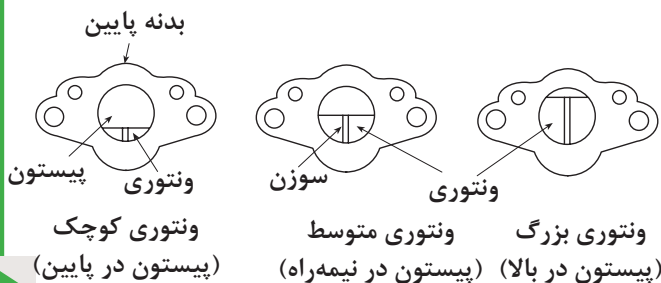 بدنه پایین
پیستون
ونتوری
سوزن
ونتوری
ونتوری بزرگ
(پیستون در بالا)
ونتوری متوسط
(پیستون در نیمه‌راه)
ونتوری کوچک
(پیستون در پایین)